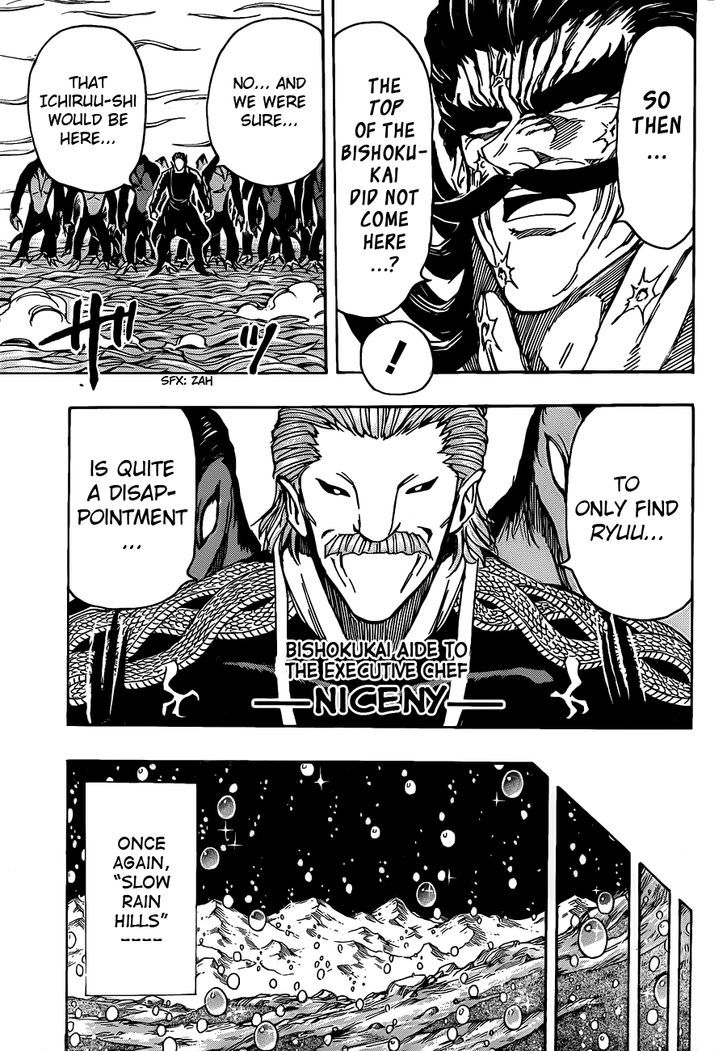 SO
THEN
...
THE
TOP
OF THE
BISHOKU-
KAI
DID NOT
COME
HERE
...?
!
NO... AND
WE WERE
SURE...
THAT
ICHIRUU-SHI
WOULD BE
HERE...
ザッ
SFX: ZAH
TO
ONLY FIND
RYUU...
IS QUITE
A DISAP-
POINTMENT
...
BISHOKUKAI AIDE TO
THE EXECUTIVE CHEF
NICENY
ONCE
AGAIN,
"SLOW
RAIN
HILLS"
----